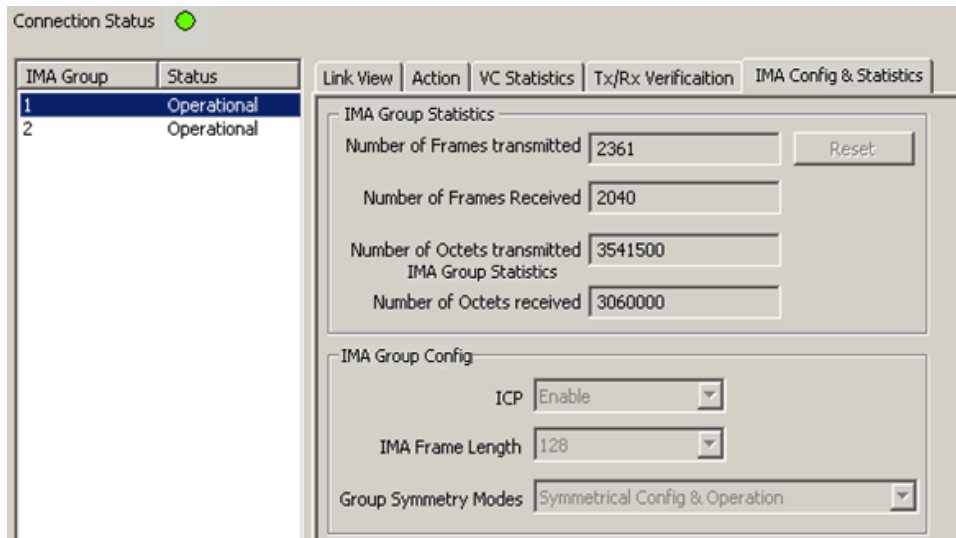 Connection Status
IMA Group Status
1 Operational
2 Operational
Link View Action VC Statistics Tx/Rx Verificaition IMA Config & Statistics
IMA Group Statistics
Number of Frames transmitted 2361 Reset
Number of Frames Received 2040
Number of Octets transmitted 3541500
IMA Group Statistics
Number of Octets received 3060000
IMA Group Config
ICP Enable
IMA Frame Length 128
Group Symmetry Modes Symmetrical Config & Operation